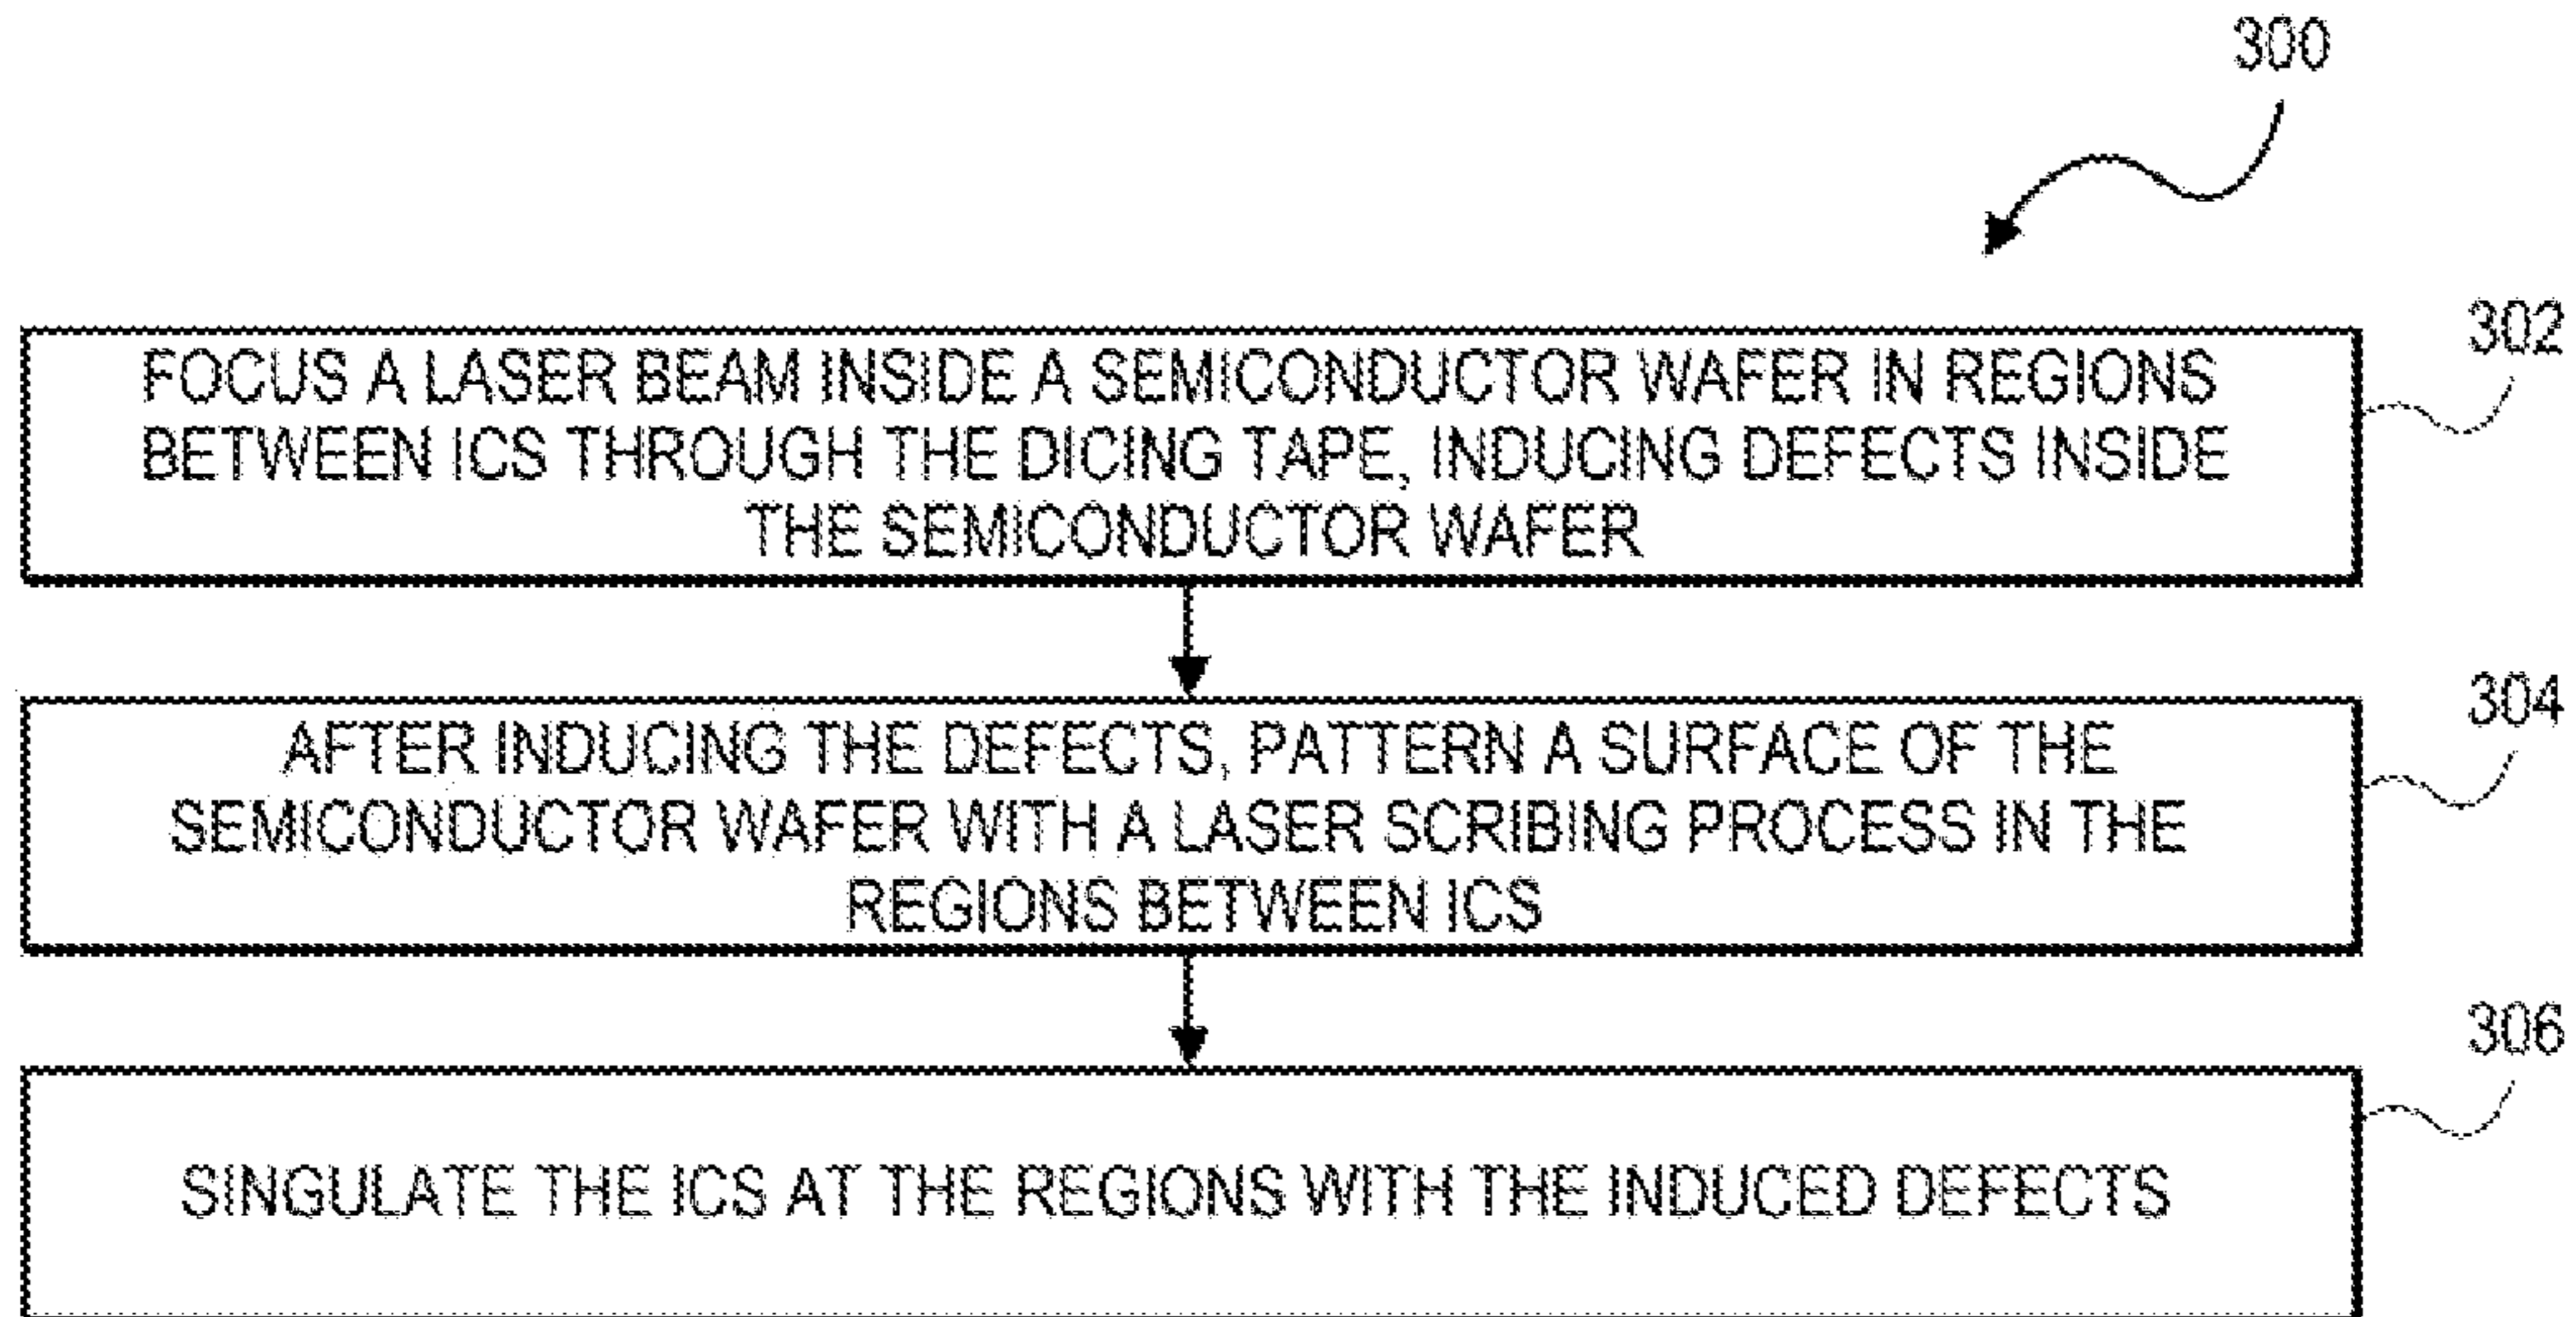 300
302
FOCUS A LASER BEAM INSIDE A SEMICONDUCTOR WAFER IN REGIONS
BETWEEN ICS THROUGH THE DICING TAPE, INDUCING DEFECTS INSIDE
THE SEMICONDUCTOR WAFER
304
AFTER INDUCING THE DEFECTS, PATTERN A SURFACE OF THE
SEMICONDUCTOR WAFER WITH A LASER SCRIBING PROCESS IN THE
REGIONS BETWEEN ICS
306
SINGULATE THE ICS AT THE REGIONS WITH THE INDUCED DEFECTS